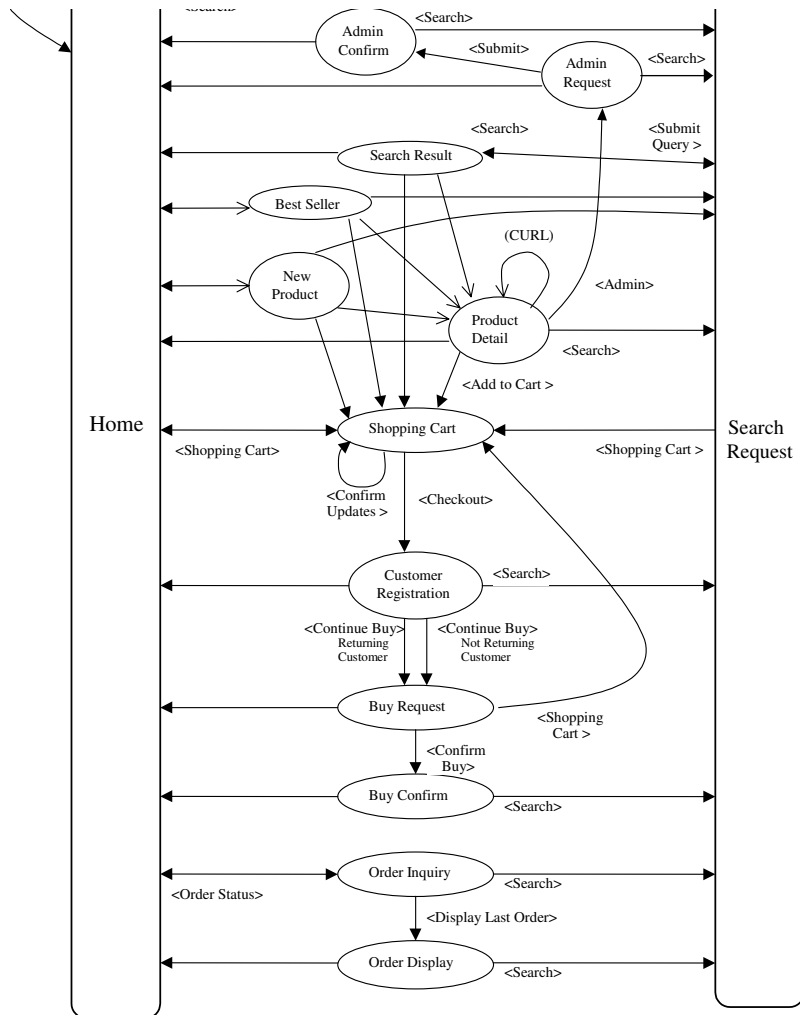 <Search>
<Search>
Admin
Confirm
<Submit>
Admin
Request
<Search>
<Search>
<Submit
Query >
Search Result
Best Seller
(CURL)
New
Product
<Admin>
Product
Detail
<Search>
<Add to Cart >
Home
Shopping Cart
Search
Request
<Shopping Cart>
<Shopping Cart >
<Confirm
Updates >
<Checkout>
Customer
Registration
<Search>
<Continue Buy>
Returning
Customer
<Continue Buy>
Not Returning
Customer
Buy Request
<Shopping
Cart >
<Confirm
Buy>
Buy Confirm
<Search>
Order Inquiry
<Order Status>
<Search>
<Display Last Order>
Order Display
<Search>